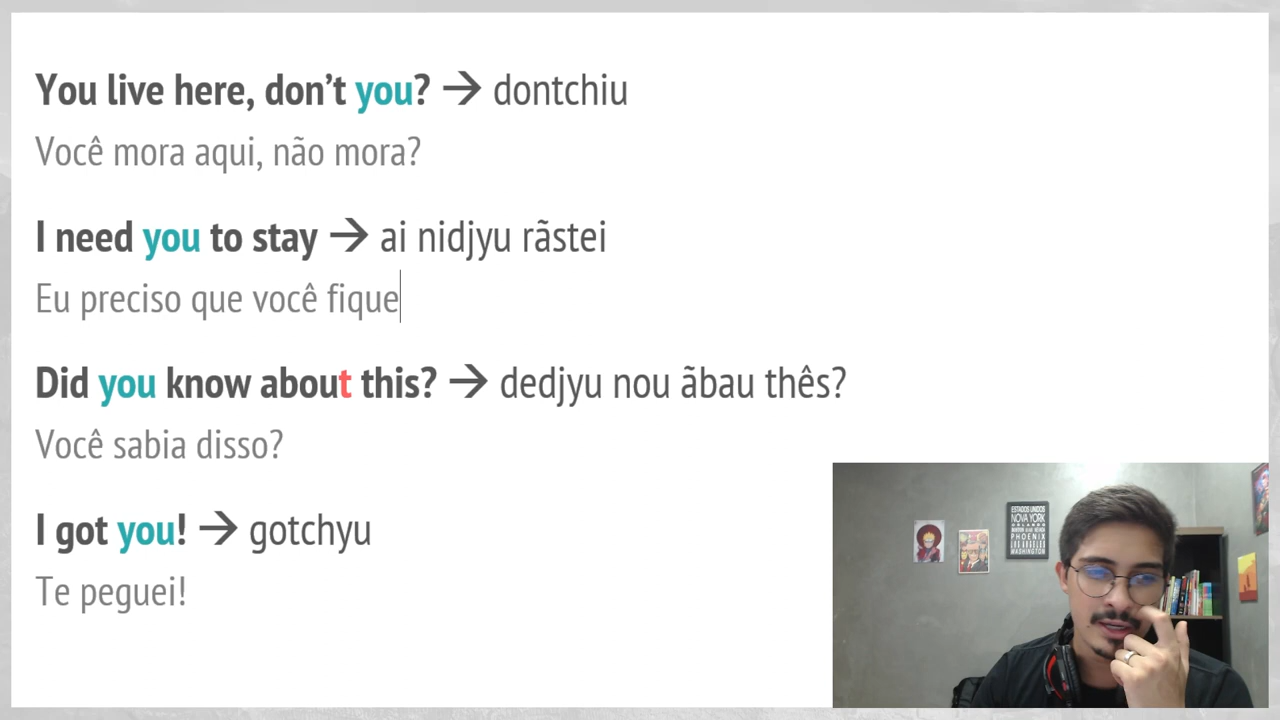 You live here, don't you? → dontchiu
Você mora aqui, não mora?
I need you to stay → ai nidjyu rãstei
Eu preciso que você fique
Did you know about this? → dedjyu nou ãbau thês?
Você sabia disso?
I got you! → gotchyu
Te peguei!
ESTADOS UNIDOS
NOVA YORK
PHOENIX
LOS ANGELES
WASHINGTON